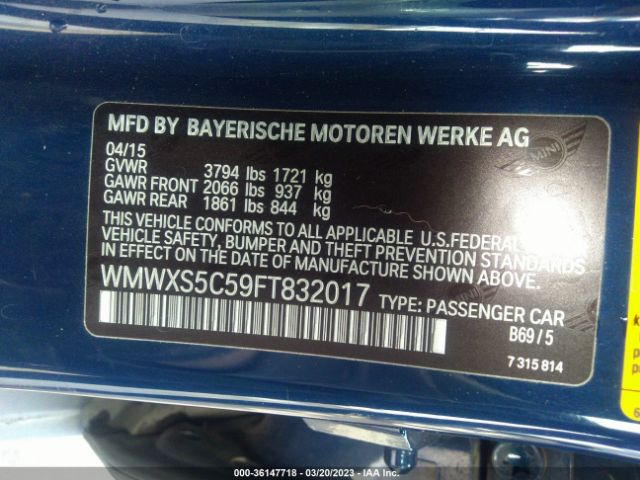 MFD BY BAYERISCHE MOTOREN WERKE AG
MINI
04/15
GVWR 3794 lbs 1721 kg
GAWR FRONT 2066 lbs 937 kg
GAWR REAR 1861 lbs 844 kg
THIS VEHICLE CONFORMS TO ALL APPLICABLE U.S.FEDERAL
VEHICLE SAFETY, BUMPER AND THEFT PREVENTION STANDARDS
IN EFFECT ON THE DATE OF MANUFACTURE SHOWN ABOVE.
WMWXS5C59FT832017 TYPE: PASSENGER CAR
B69/5
7 315 814
000-36147718 - 03/20/2023 - IAA Inc.